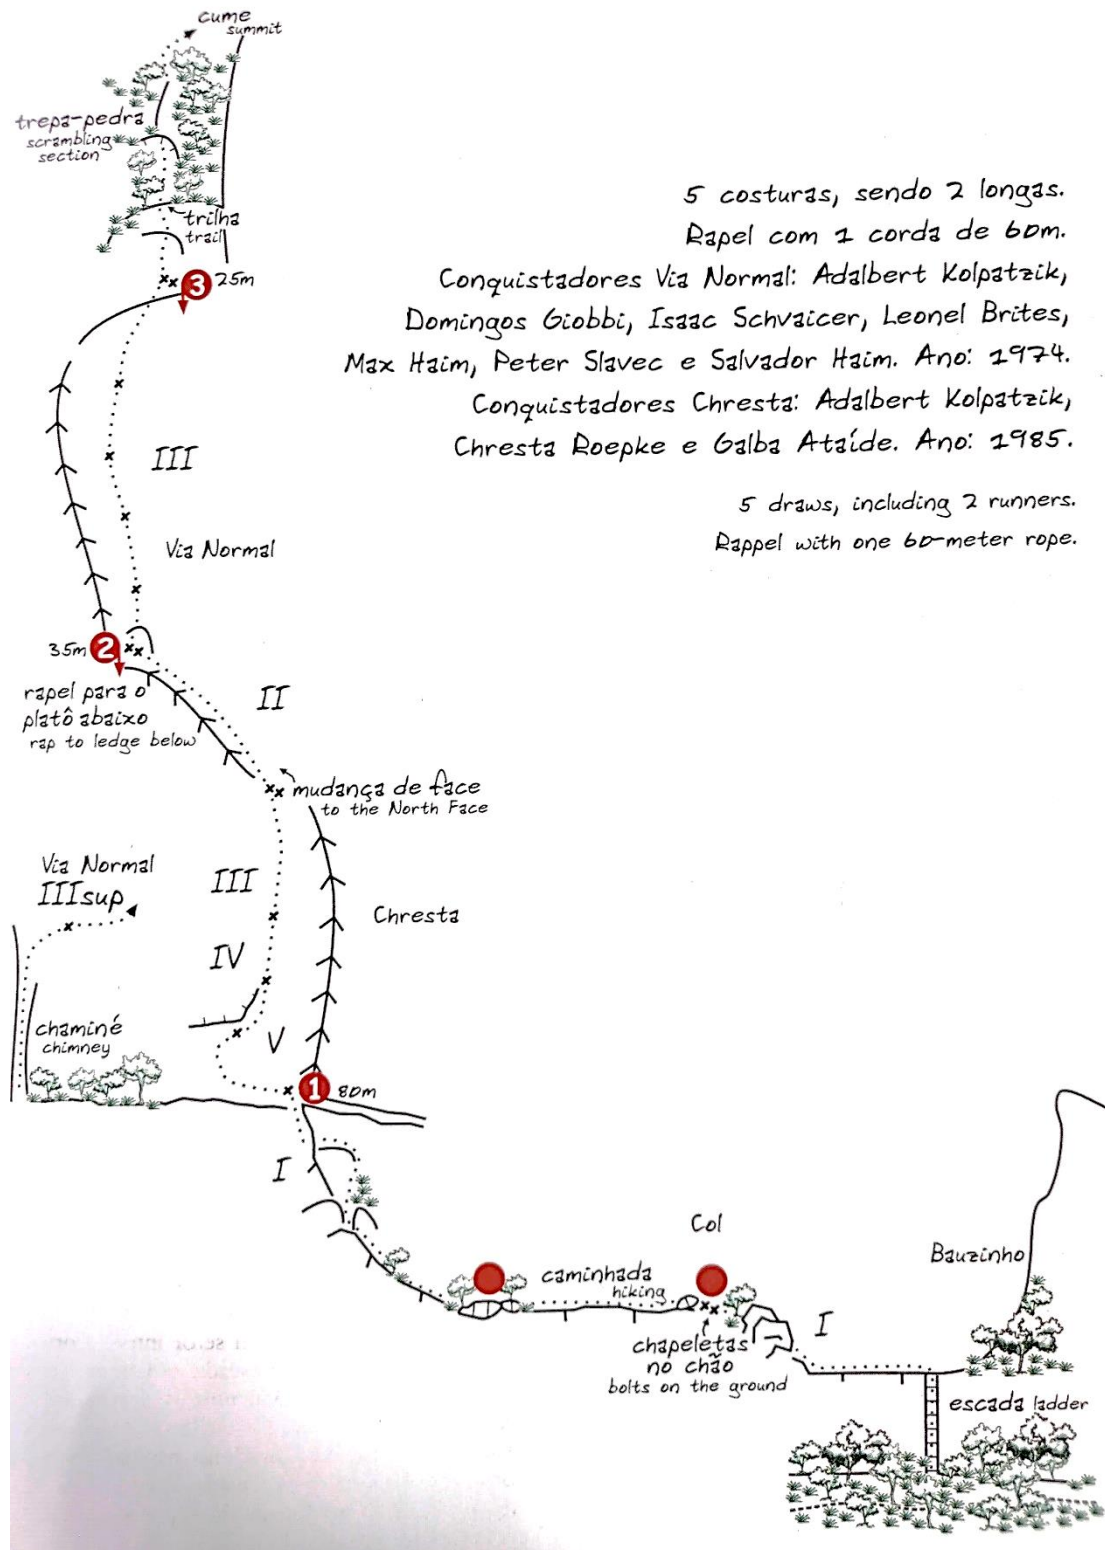 cume
summit
trepa-pedra
scrambling
section
trilha
trail
3 25m
5 costuras, sendo 2 longas.
Rapel com 1 corda de 60m.
Conquistadores Via Normal: Adalbert Kolpatzik,
Domingos Giobbi, Isaac Schvaicer, Leonel Brites,
Max Haim, Peter Slavec e Salvador Haim. Ano: 1974.
Conquistadores Chresta: Adalbert Kolpatzik,
Chresta Roepke e Galba Ataíde. Ano: 1985.
5 draws, including 2 runners.
Rappel with one 60-meter rope.
III
Via Normal
35m 2
rapel para o
platô abaixo
rap to ledge below
II
mudança de face
to the North Face
Via Normal
IIIsup
III
Chresta
IV
chaminé
chimney
V
1 80m
I
Col
caminhada
hiking
Bauzinho
chapeletas
no chão
bolts on the ground
I
escada ladder